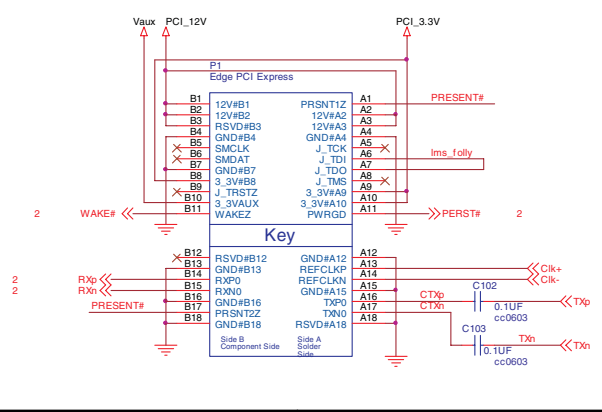 Vaux PCI_12V PCI_3.3V
P1
Edge PCI Express
B1 12V#B1 PRSNT1Z A1 PRESENT#
B2 12V#B2 12V#A2 A2
B3 RSVD#B3 12V#A3 A3
B4 GND#B4 GND#A4 A4
B5 SMCLK J_TCK A5
B6 SMDAT J_TDI A6 lms_folly
B7 GND#B7 J_TDO A7
B8 3_3V#B8 J_TMS A8
B9 J_TRSTZ 3_3V#A9 A9
B10 3_3VAUX 3_3V#A10 A10
2 WAKE# B11 WAKEZ PWRGD A11 PERST# 2
Key
B12 RSVD#B12 GND#A12 A12
B13 GND#B13 REFCLKP A13 Clk+
2 RXp B14 RXP0 REFCLKN A14 Clk-
2 RXn B15 RXN0 GND#A15 A15
B16 GND#B16 TXP0 A16 CTXp C102 0.1UF cc0603 TXp
PRESENT# B17 PRSNT2Z TXN0 A17 CTXn
B18 GND#B18 RSVD#A18 A18
C103 0.1UF cc0603 TXn TXn
Side B Side A
Component Side Solder
Side